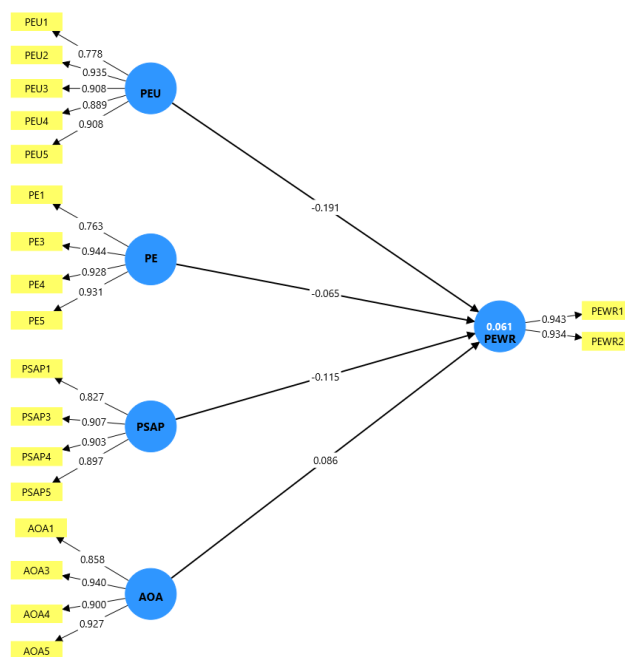 PEU1
PEU2
PEU3
PEU4
PEU5
0.778
0.935
0.908
0.889
0.908
PEU
-0.191
PE1
PE3
PE4
PE5
0.763
0.944
0.928
0.931
PE
-0.065
PSAP1
PSAP3
PSAP4
PSAP5
0.827
0.907
0.903
0.897
PSAP
-0.115
AOA1
AOA3
AOA4
AOA5
0.858
0.940
0.900
0.927
AOA
0.086
0.061
PEWR
0.943
0.934
PEWR1
PEWR2